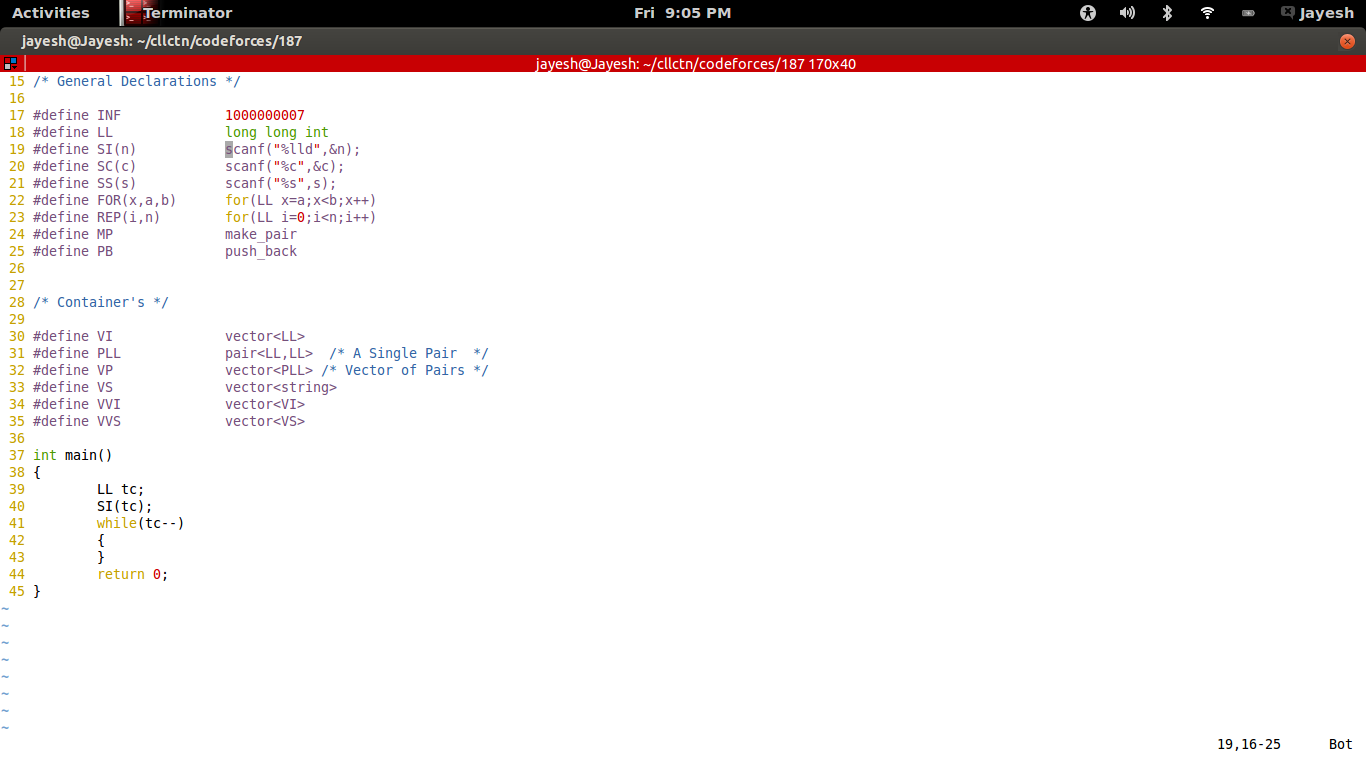 Activities Terminator Fri 9:05 PM Jayesh
jayesh@Jayesh: ~/cllctn/codeforces/187
jayesh@Jayesh: ~/cllctn/codeforces/187 170x40
15 /* General Declarations */
16
17 #define INF 1000000007
18 #define LL long long int
19 #define SI(n) scanf("%lld",&n);
20 #define SC(c) scanf("%c",&c);
21 #define SS(s) scanf("%s",s);
22 #define FOR(x,a,b) for(LL x=a;x<b;x++)
23 #define REP(i,n) for(LL i=0;i<n;i++)
24 #define MP make_pair
25 #define PB push_back
26
27
28 /* Container's */
29
30 #define VI vector<LL>
31 #define PLL pair<LL,LL> /* A Single Pair */
32 #define VP vector<PLL> /* Vector of Pairs */
33 #define VS vector<string>
34 #define VVI vector<VI>
35 #define VVS vector<VS>
36
37 int main()
38 {
39 LL tc;
40 SI(tc);
41 while(tc--)
42 {
43 }
44 return 0;
45 }
~
~
~
~
~
~
~
~
19,16-25 Bot